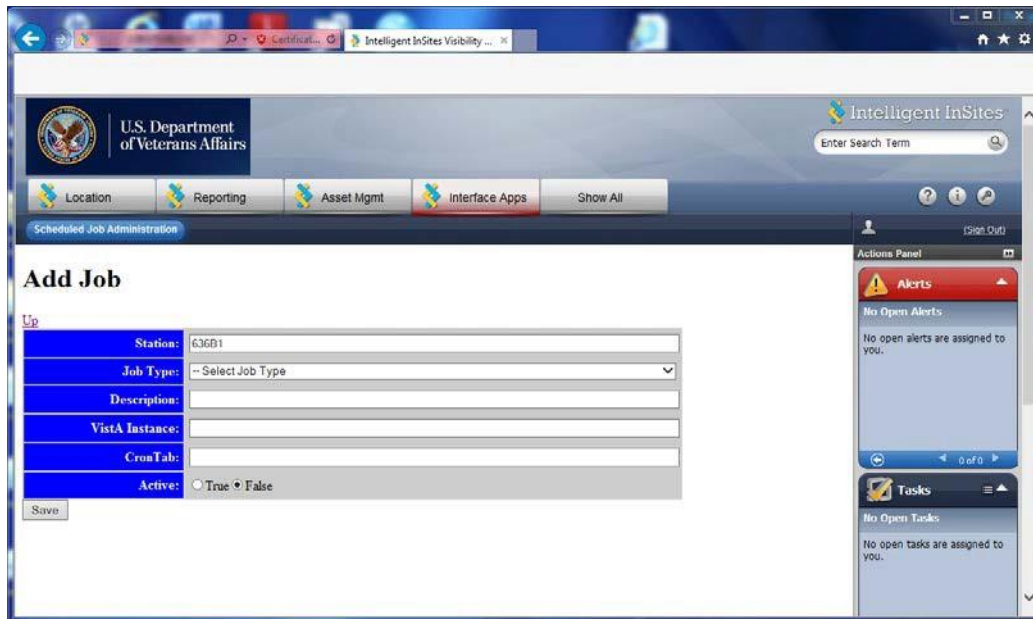 Certificat...
Intelligent InSites Visibility ...
U.S. Department
of Veterans Affairs
Intelligent InSites
Enter Search Term
Location
Reporting
Asset Mgmt
Interface Apps
Show All
Scheduled Job Administration
(Sign Out)
Actions Panel
Add Job
Alerts
No Open Alerts
Up
Station: 636B1
No open alerts are assigned to
you.
Job Type: -- Select Job Type
Description:
VistA Instance:
CronTab:
0 of 0
Active: True False
Tasks
Save
No Open Tasks
No open tasks are assigned to
you.